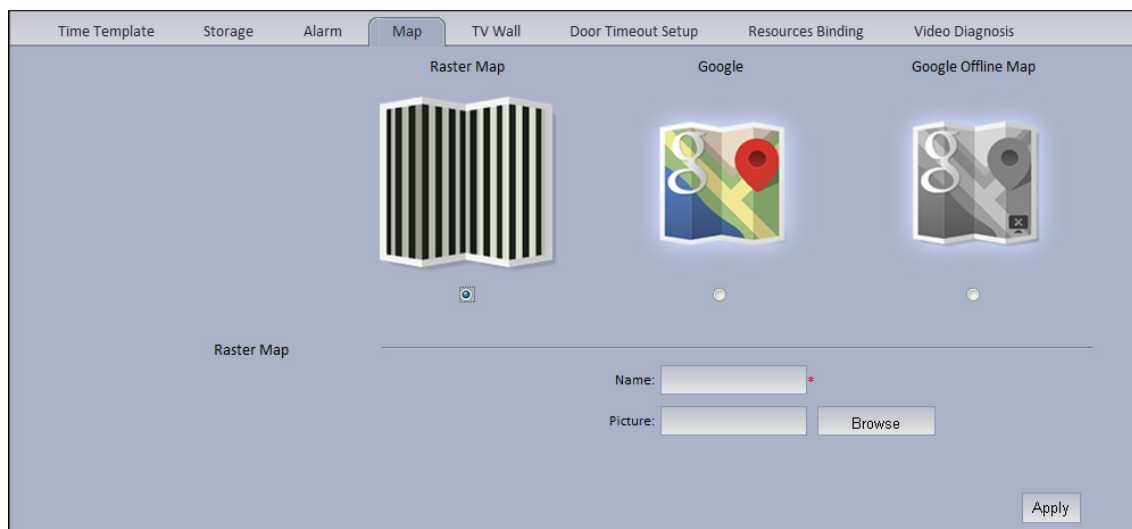 Time Template Storage Alarm Map TV Wall Door Timeout Setup Resources Binding Video Diagnosis
Raster Map Google Google Offline Map
g g
Raster Map
Name: *
Picture: Browse
Apply